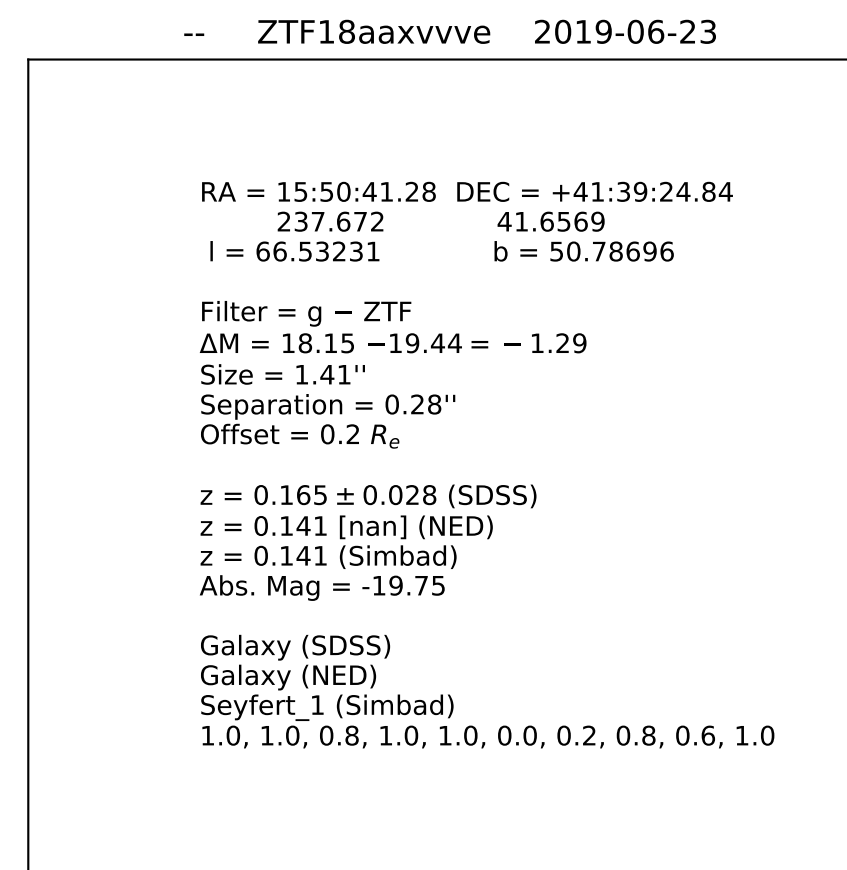 -- ZTF18aaxvvve 2019-06-23
RA = 15:50:41.28 DEC = +41:39:24.84
237.672 41.6569
l = 66.53231 b = 50.78696
Filter = g − ZTF
ΔM = 18.15 −19.44 = − 1.29
Size = 1.41''
Separation = 0.28''
Offset = 0.2 Re
z = 0.165 ± 0.028 (SDSS)
z = 0.141 [nan] (NED)
z = 0.141 (Simbad)
Abs. Mag = -19.75
Galaxy (SDSS)
Galaxy (NED)
Seyfert_1 (Simbad)
1.0, 1.0, 0.8, 1.0, 1.0, 0.0, 0.2, 0.8, 0.6, 1.0